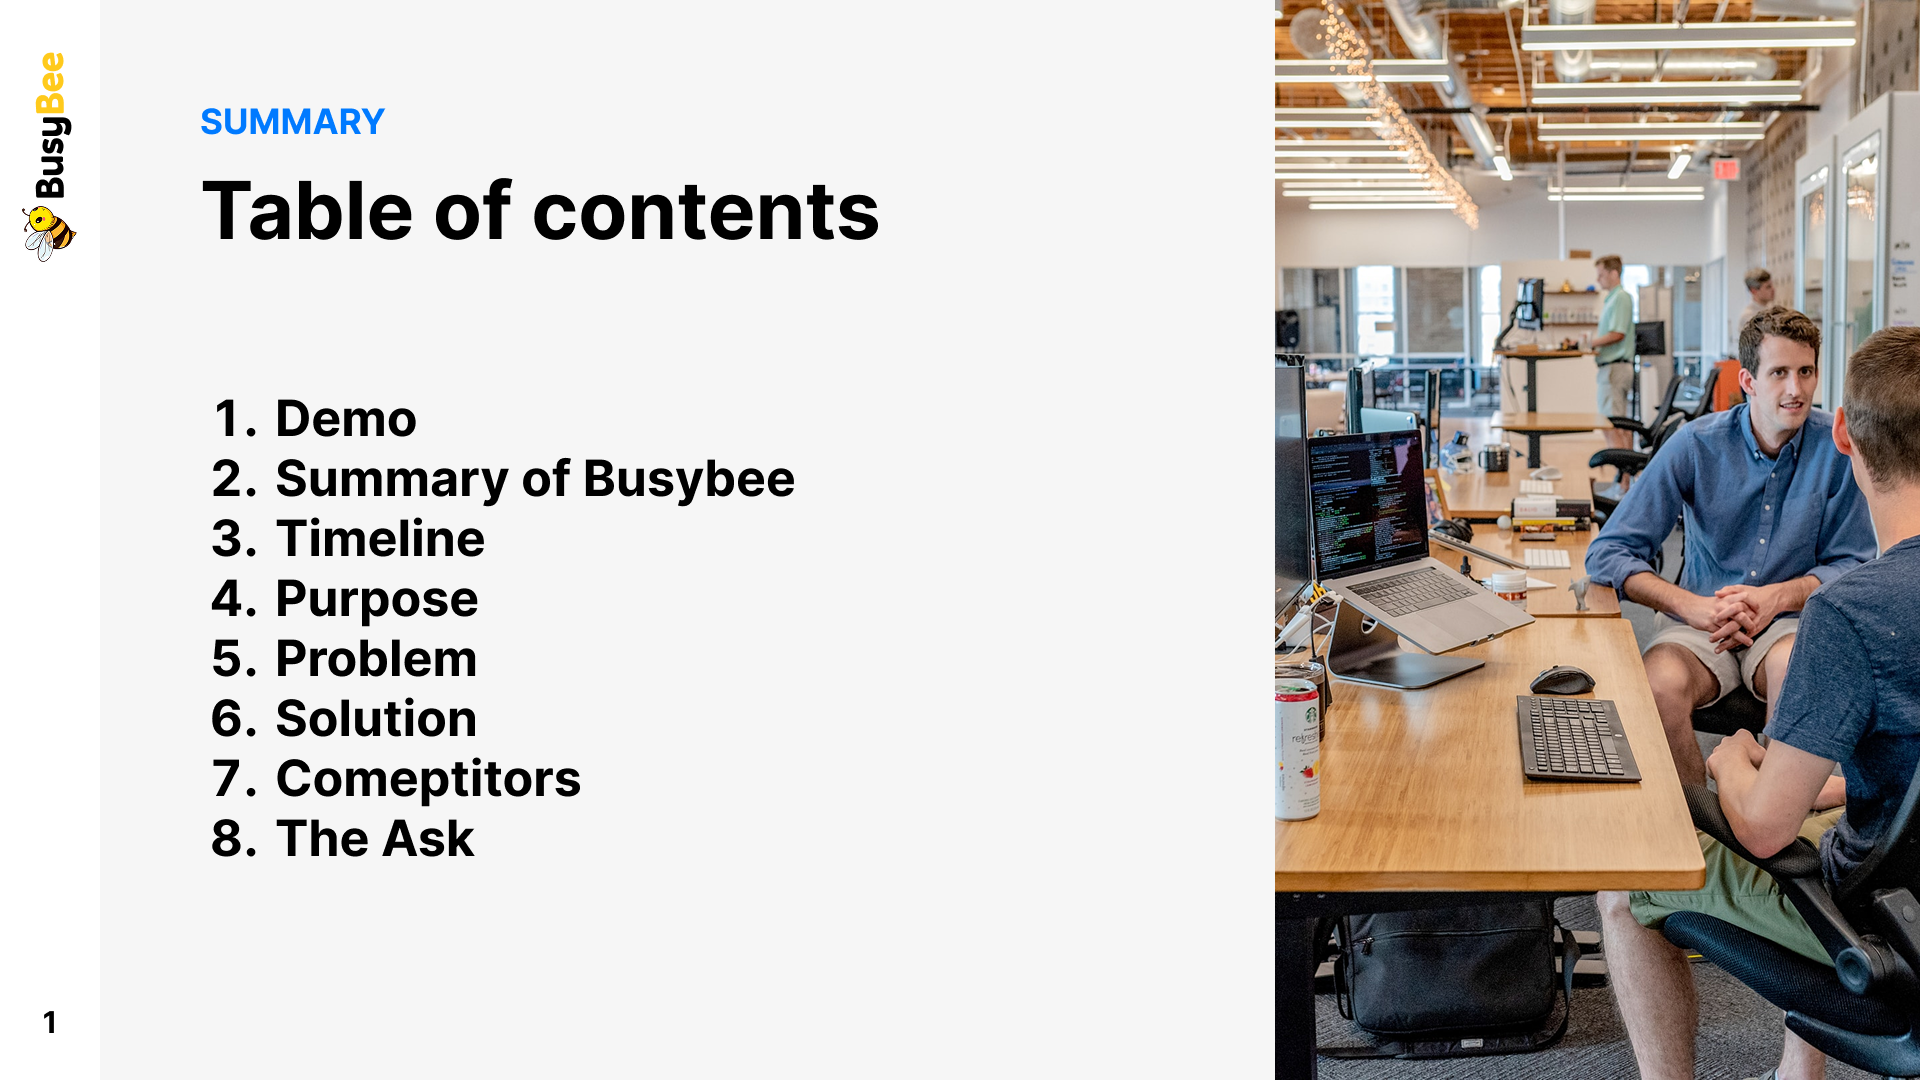 BusyBee
SUMMARY
Table of contents
1. Demo
2. Summary of Busybee
3. Timeline
4. Purpose
5. Problem
6. Solution
7. Comeptitors
8. The Ask
1